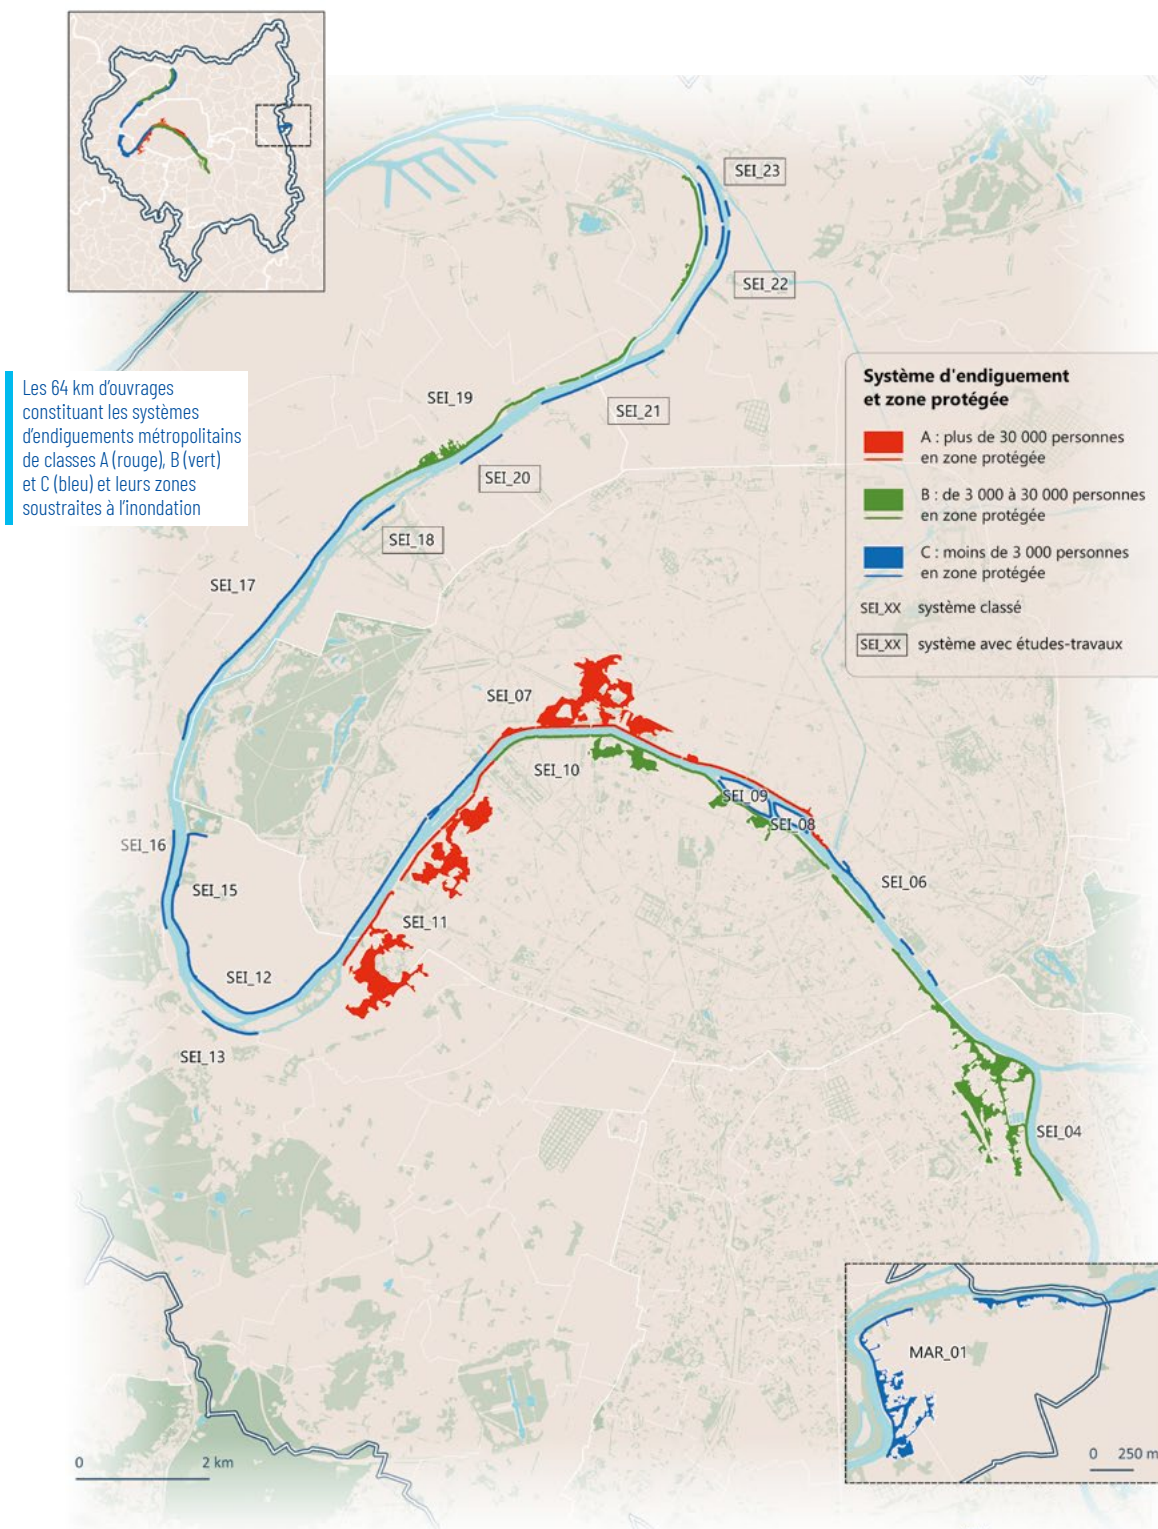 SEI_23
SEI_22
Les 64 km d'ouvrages
constituant les systèmes
d'endiguements métropolitains
de classes A (rouge), B (vert)
et C (bleu) et leurs zones
soustraites à l'inondation
Système d'endiguement
et zone protégée
A : plus de 30 000 personnes
en zone protégée
B : de 3 000 à 30 000 personnes
en zone protégée
C : moins de 3 000 personnes
en zone protégée
SEI_XX système classé
SEI_XX système avec études-travaux
SEI_19
SEI_21
SEI_20
SEI_18
SEI_17
SEI_07
SEI_10
SEI_09
SEI_08
SEI_16
SEI_15
SEI_06
SEI_11
SEI_12
SEI_13
SEI_04
MAR_01
0 250 m
0 2 km